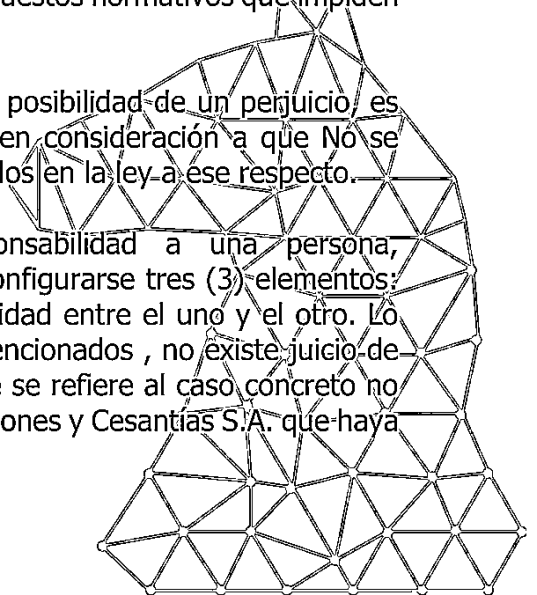 uestos normativos que impiden
posibilidad de un perjuicio, es
en consideración a que No se
los en la ley a ese respecto.
onsabilidad a una persona,
onfigurarse tres (3) elementos:
idad entre el uno y el otro. Lo
encionados , no existe juicio de
se refiere al caso concreto no
ones y Cesantías S.A. que haya